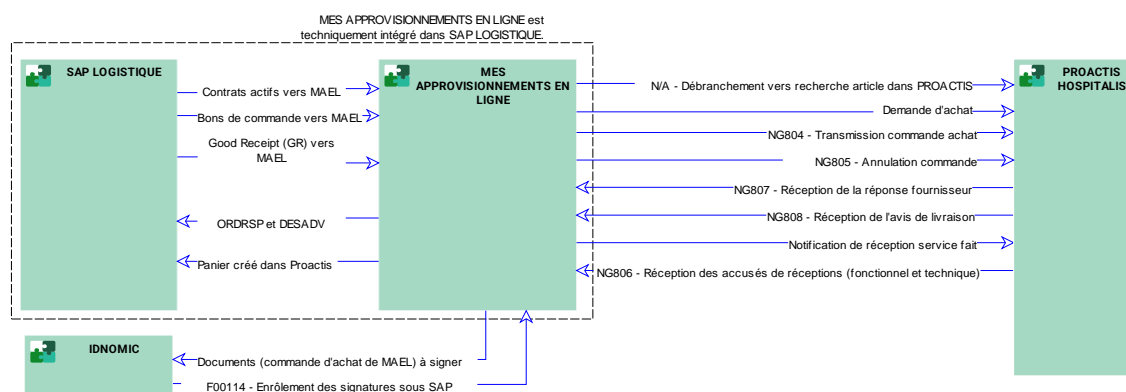 MES APPROVISIONNEMENTS EN LIGNE est
techniquement intégré dans SAP LOGISTIQUE.
SAP LOGISTIQUE
MES
APPROVISIONNEMENTS EN
LIGNE
PROACTIS
HOSPITALIS
Contrats actifs vers MAEL
Bons de commande vers MAEL
Good Receipt (GR) vers
MAEL
ORDRSP et DESADV
Panier créé dans Proactis
N/A - Débranchement vers recherche article dans PROACTIS
Demande d'achat
NG804 - Transmission commande achat
NG805 - Annulation commande
NG807 - Réception de la réponse fournisseur
NG808 - Réception de l'avis de livraison
Notification de réception service fait
NG806 - Réception des accusés de réceptions (fonctionnel et technique)
IDNOMIC
Documents (commande d'achat de MAEL) à signer
F00114 - Enrôlement des signatures sous SAP